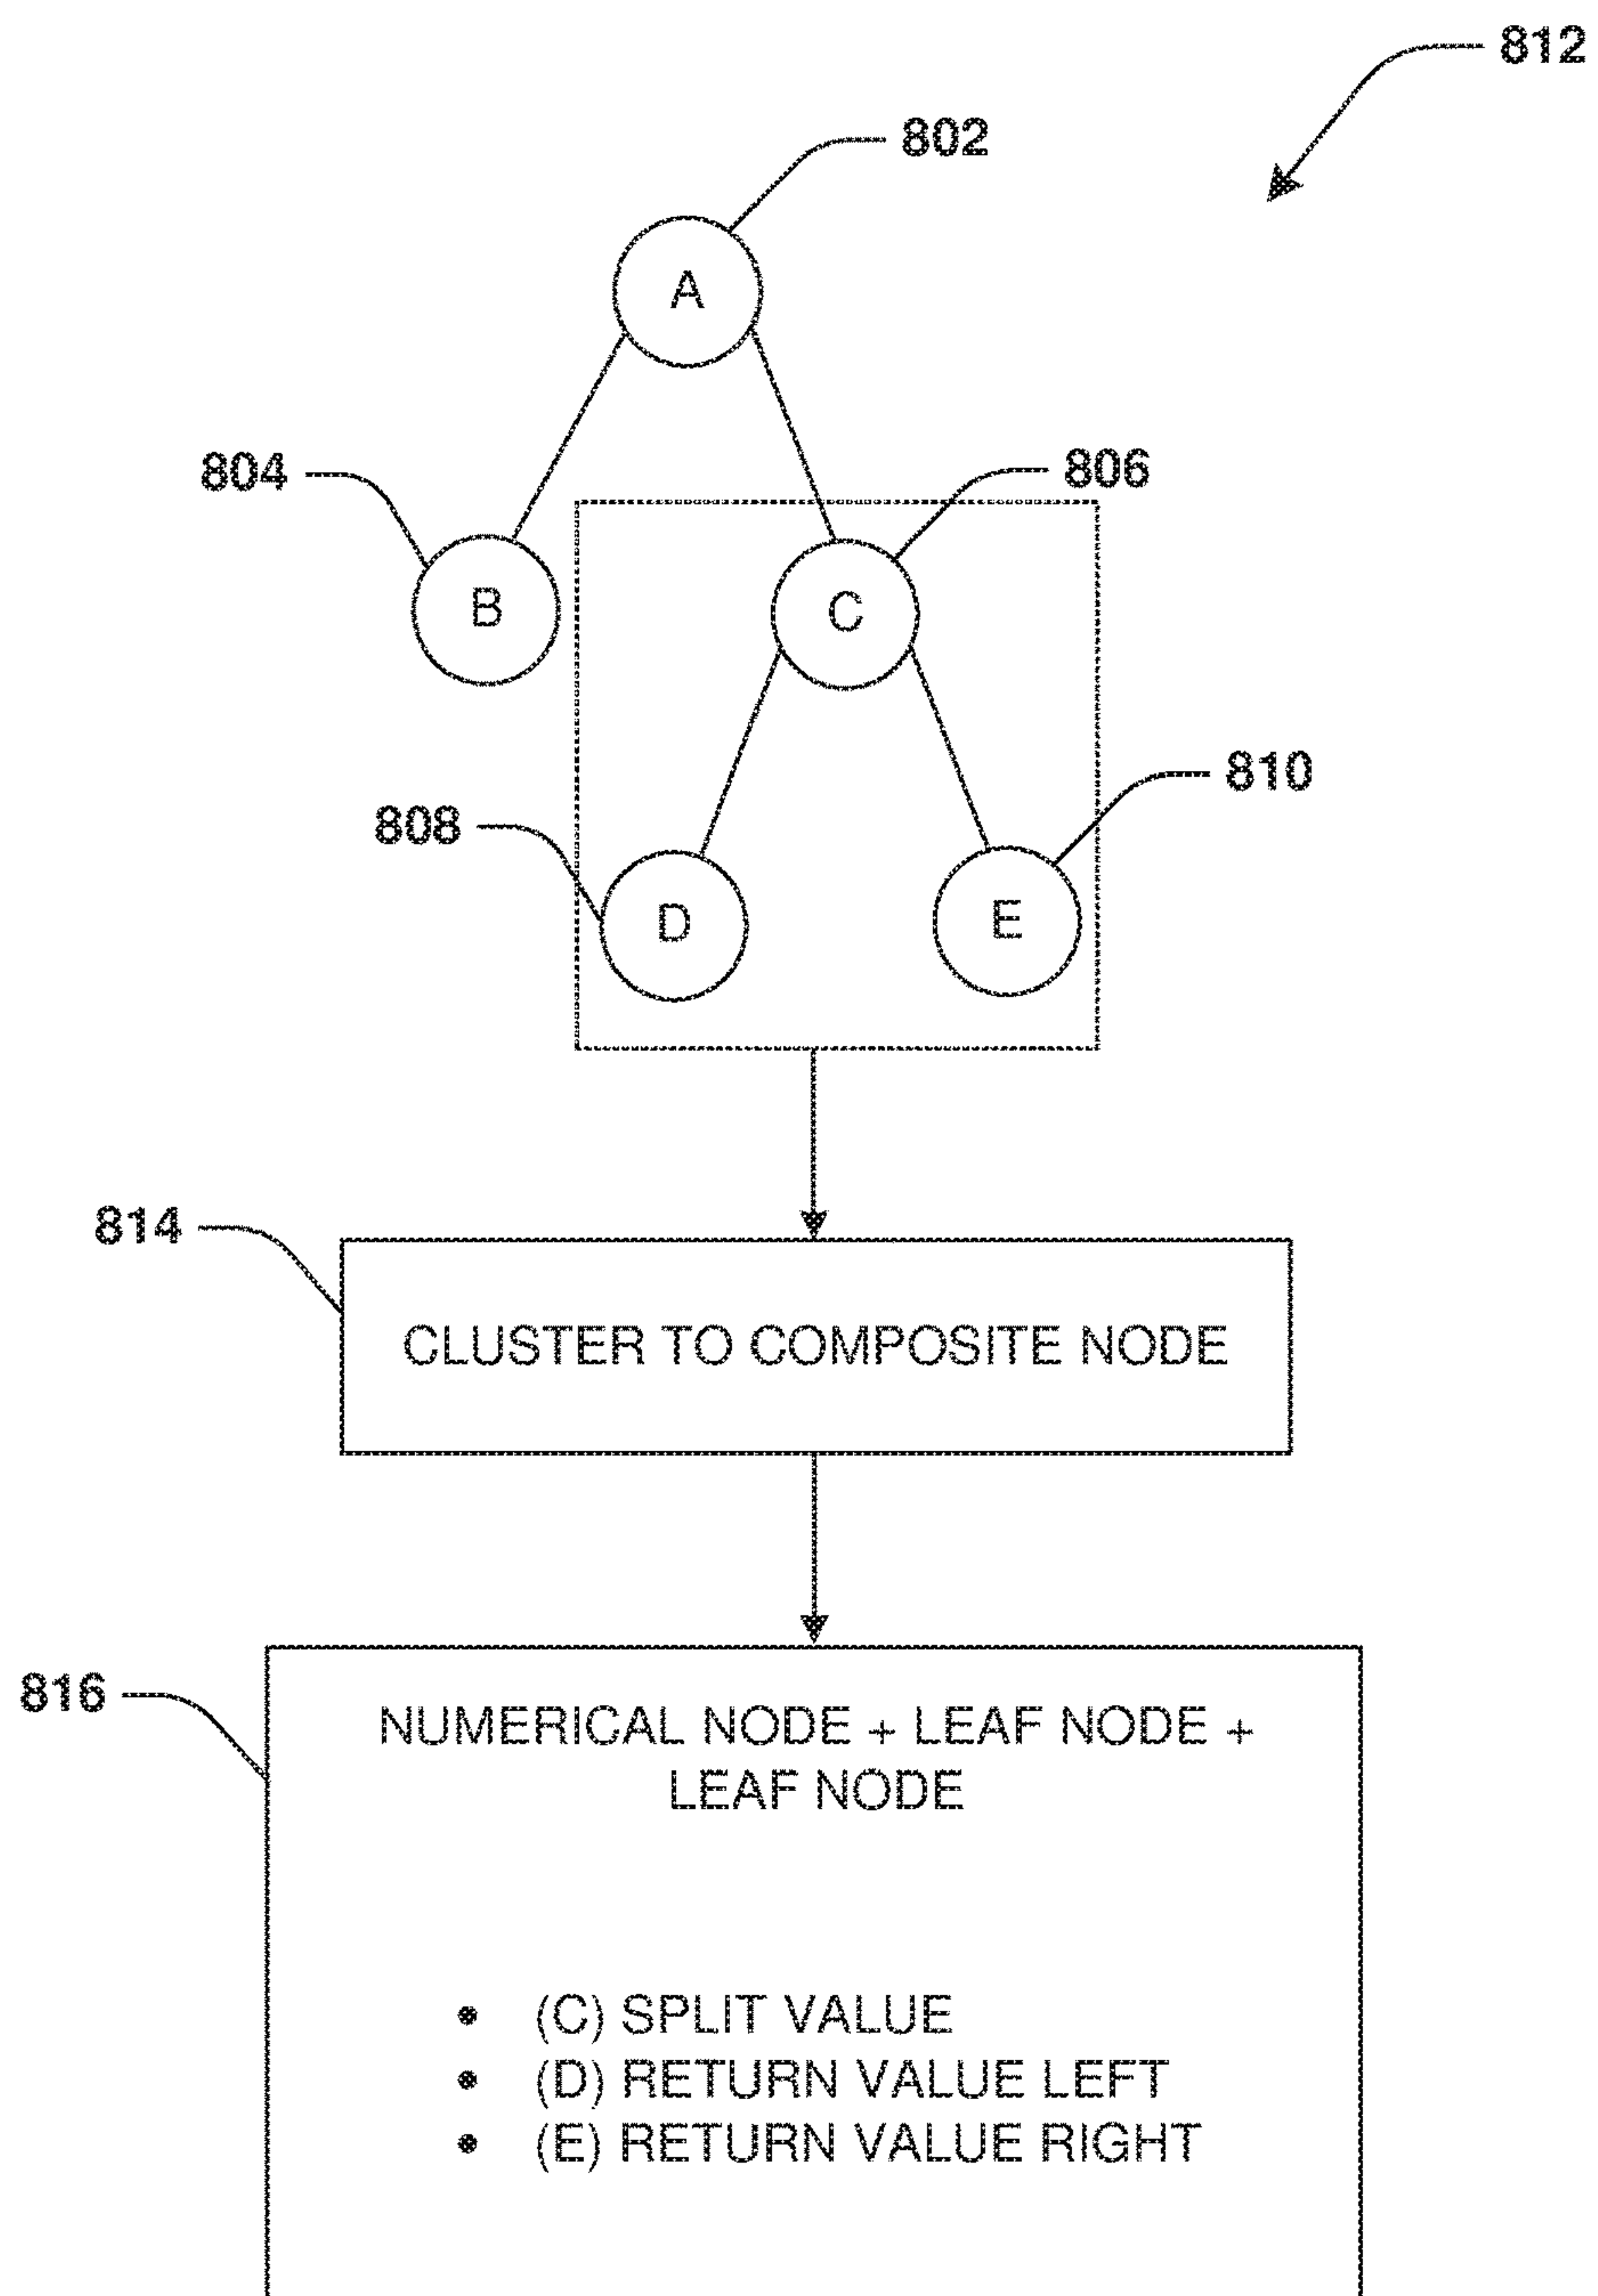 812
802
A
804
806
B
C
810
808
D
E
814
CLUSTER TO COMPOSITE NODE
816
NUMERICAL NODE + LEAF NODE +
LEAF NODE
• (C) SPLIT VALUE
• (D) RETURN VALUE LEFT
• (E) RETURN VALUE RIGHT